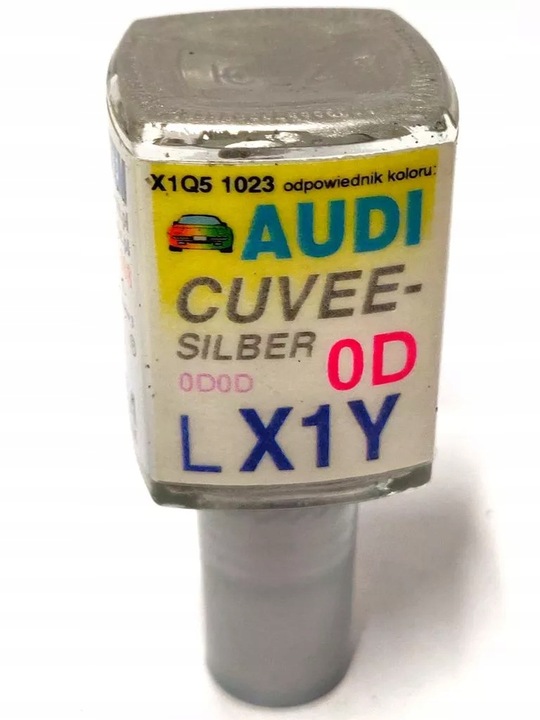 X1Q5 1023 odpowiednik koloru:
AUDI
CUVEE-
SILBER 0D
0D0D
L X1Y